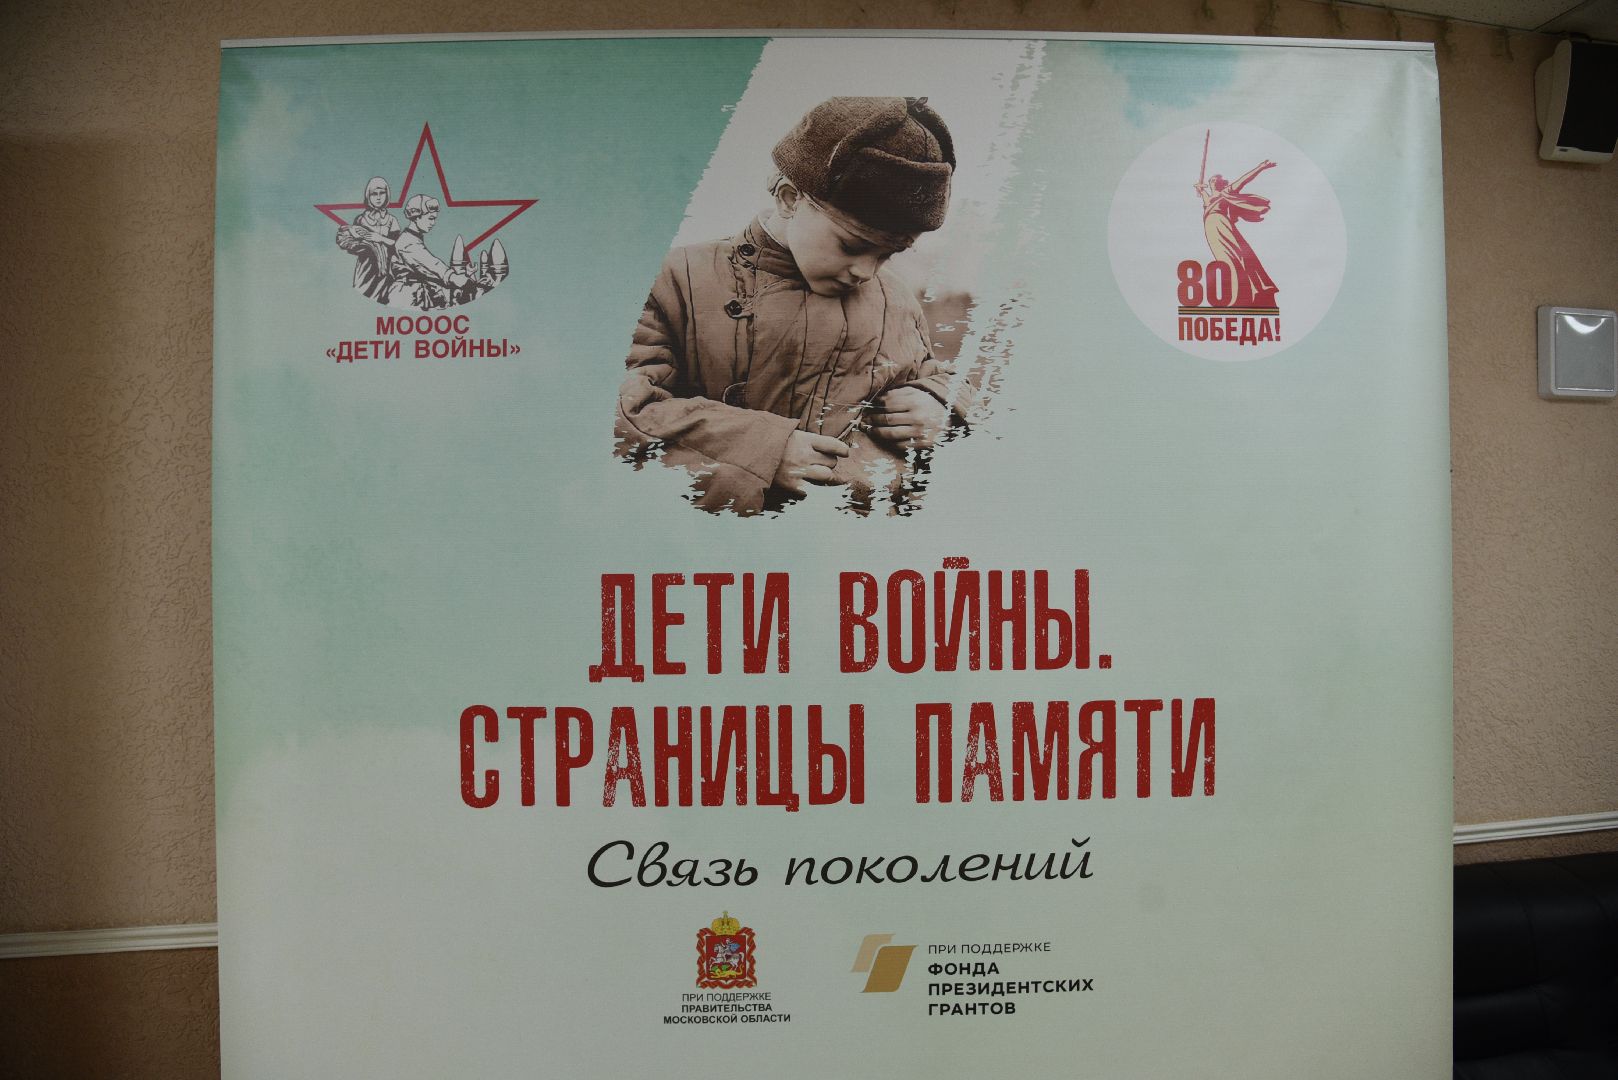 МОООС
«ДЕТИ ВОЙНЫ»
80
ПОБЕДА!
ДЕТИ ВОЙНЫ.
СТРАНИЦЫ ПАМЯТИ
Связь поколений
ПРИ ПОДДЕРЖКЕ
ПРАВИТЕЛЬСТВА
МОСКОВСКОЙ ОБЛАСТИ
ПРИ ПОДДЕРЖКЕ
ФОНДА
ПРЕЗИДЕНТСКИХ
ГРАНТОВ